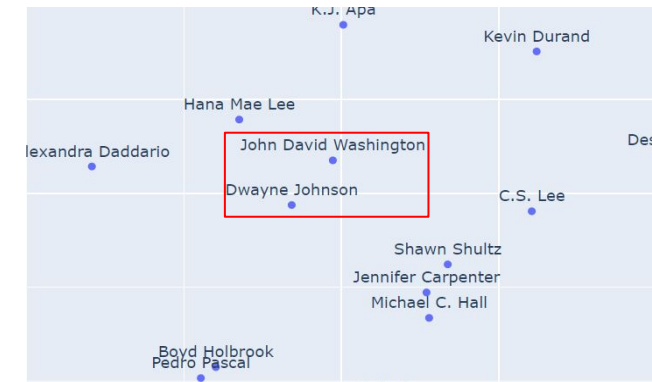 K.J. Apa
Kevin Durand
Hana Mae Lee
John David Washington
lexandra Daddario
Des
Dwayne Johnson
C.S. Lee
Shawn Shultz
Jennifer Carpenter
Michael C. Hall
Boyd Holbrook
Pedro Pascal